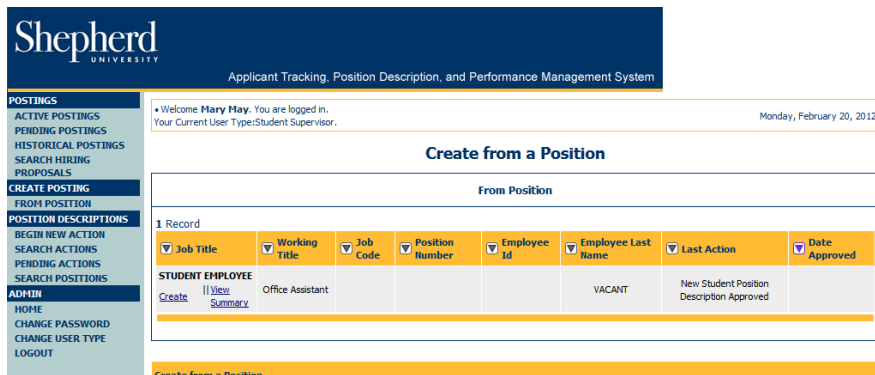 Shepherd
UNIVERSITY
Applicant Tracking, Position Description, and Performance Management System
POSTINGS
ACTIVE POSTINGS
PENDING POSTINGS
HISTORICAL POSTINGS
SEARCH HIRING
PROPOSALS
CREATE POSTING
FROM POSITION
POSITION DESCRIPTIONS
BEGIN NEW ACTION
SEARCH ACTIONS
PENDING ACTIONS
SEARCH POSITIONS
ADMIN
HOME
CHANGE PASSWORD
CHANGE USER TYPE
LOGOUT
• Welcome Mary May. You are logged in.
Your Current User Type:Student Supervisor.
Monday, February 20, 2012
Create from a Position
From Position
1 Record
Job Title
Working
Title
Job
Code
Position
Number
Employee
Id
Employee Last
Name
Last Action
Date
Approved
STUDENT EMPLOYEE
Create || View
Summary
Office Assistant
VACANT
New Student Position
Description Approved
Create from a Position